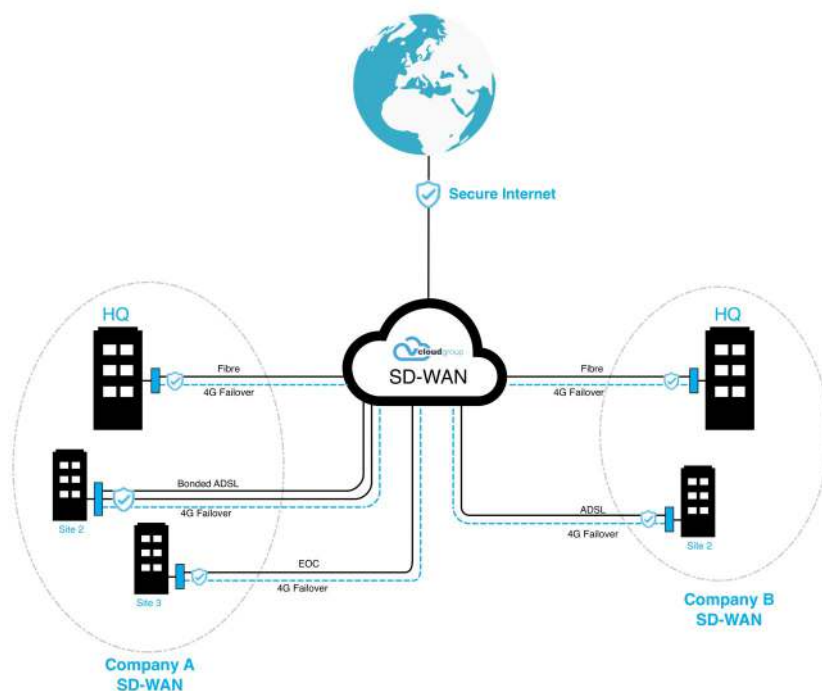 Secure Internet
HQ
HQ
cloudgroup
SD-WAN
Fibre
4G Failover
Fibre
4G Failover
Bonded ADSL
4G Failover
Site 2
ADSL
4G Failover
Site 2
EOC
4G Failover
Site 3
Company A
SD-WAN
Company B
SD-WAN